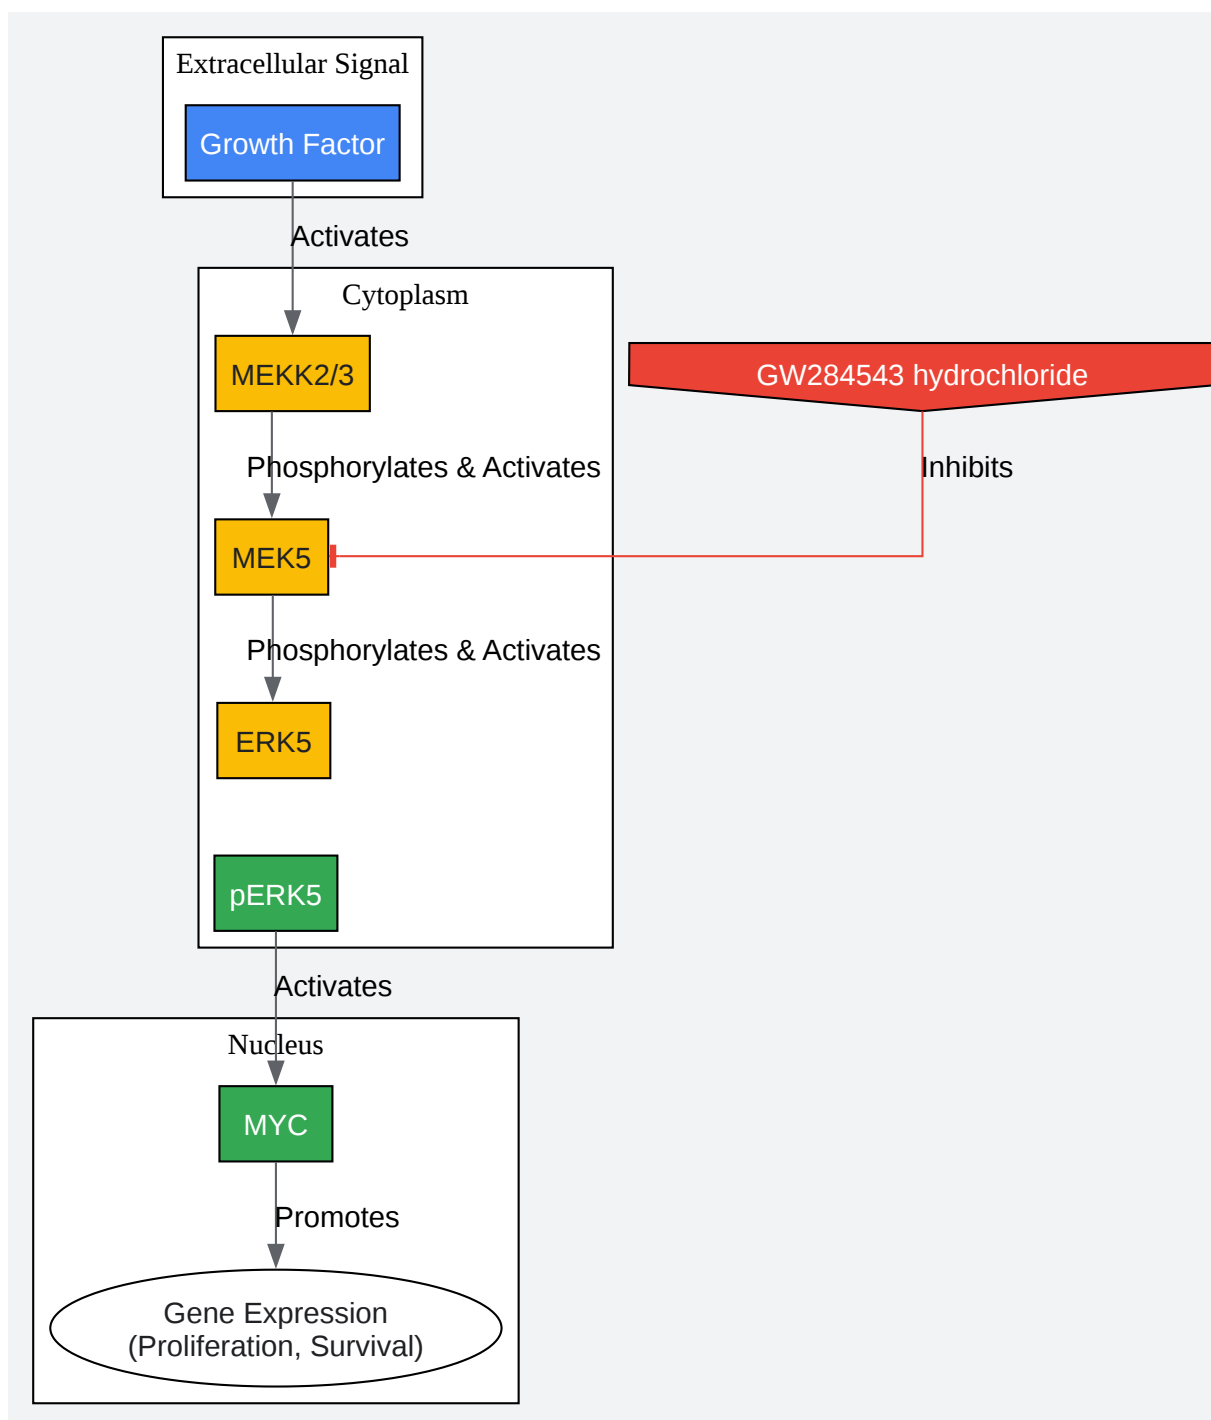 Extracellular Signal
Growth Factor
Activates
Cytoplasm
MEKK2/3
GW284543 hydrochloride
Phosphorylates & Activates
Inhibits
MEK5
Phosphorylates & Activates
ERK5
pERK5
Activates
Nucleus
MYC
Promotes
Gene Expression
(Proliferation, Survival)